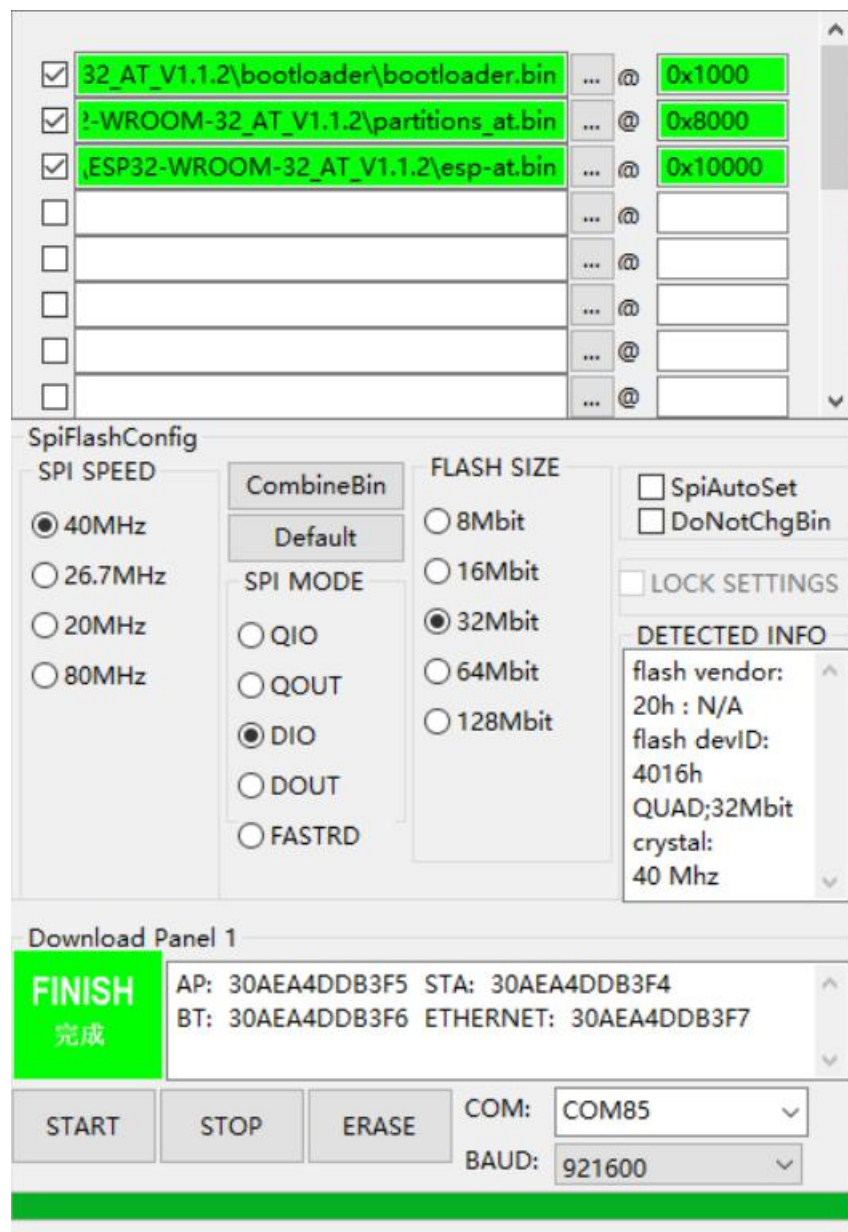 32_AT_V1.1.2\bootloader\bootloader.bin ... @ 0x1000
2-WROOM-32_AT_V1.1.2\partitions_at.bin ... @ 0x8000
\ESP32-WROOM-32_AT_V1.1.2\esp-at.bin ... @ 0x10000
... @
... @
... @
... @
... @
SpiFlashConfig
SPI SPEED
40MHz
26.7MHz
20MHz
80MHz
CombineBin
Default
SPI MODE
QIO
QOUT
DIO
DOUT
FASTRD
FLASH SIZE
8Mbit
16Mbit
32Mbit
64Mbit
128Mbit
SpiAutoSet
DoNotChgBin
LOCK SETTINGS
DETECTED INFO
flash vendor:
20h : N/A
flash devID:
4016h
QUAD;32Mbit
crystal:
40 Mhz
Download Panel 1
FINISH
完成
AP: 30AEA4DDB3F5 STA: 30AEA4DDB3F4
BT: 30AEA4DDB3F6 ETHERNET: 30AEA4DDB3F7
START
STOP
ERASE
COM: COM85
BAUD: 921600